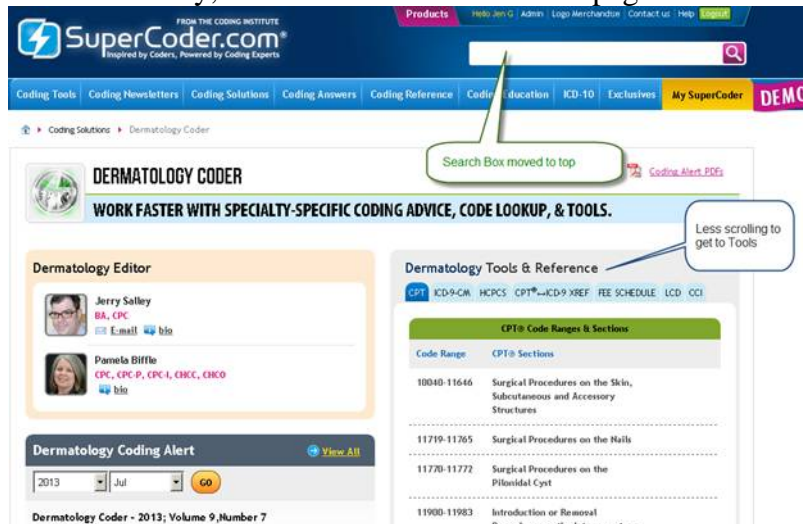 FROM THE CODING INSTITUTE
SuperCoder.com®
Inspired by Coders, Powered by Coding Experts
Products
Hello Jen G Admin Logo Merchandise Contact us Help Logout
Coding Tools Coding Newsletters Coding Solutions Coding Answers Coding Reference Coding Education ICD-10 Exclusives My SuperCoder DEMO
Coding Solutions Dermatology Coder
Search Box moved to top
DERMATOLOGY CODER
Coding Alert PDFs
WORK FASTER WITH SPECIALTY-SPECIFIC CODING ADVICE, CODE LOOKUP, & TOOLS.
Less scrolling to
get to Tools
Dermatology Editor
Jerry Salley
BA, CPC
E-mail bio
Pamela Biffle
CPC, CPC-P, CPC-I, CHCC, CHCO
bio
Dermatology Coding Alert View All
2013 Jul GO
Dermatology Coder - 2013; Volume 9,Number 7
Dermatology Tools & Reference
CPT ICD-9-CM HCPCS CPT®↔ICD-9 XREF FEE SCHEDULE LCD CCI
CPT® Code Ranges & Sections
Code Range CPT® Sections
10040-11646 Surgical Procedures on the Skin,
Subcutaneous and Accessory
Structures
11719-11765 Surgical Procedures on the Nails
11770-11772 Surgical Procedures on the
Pilonidal Cyst
11900-11983 Introduction or Removal